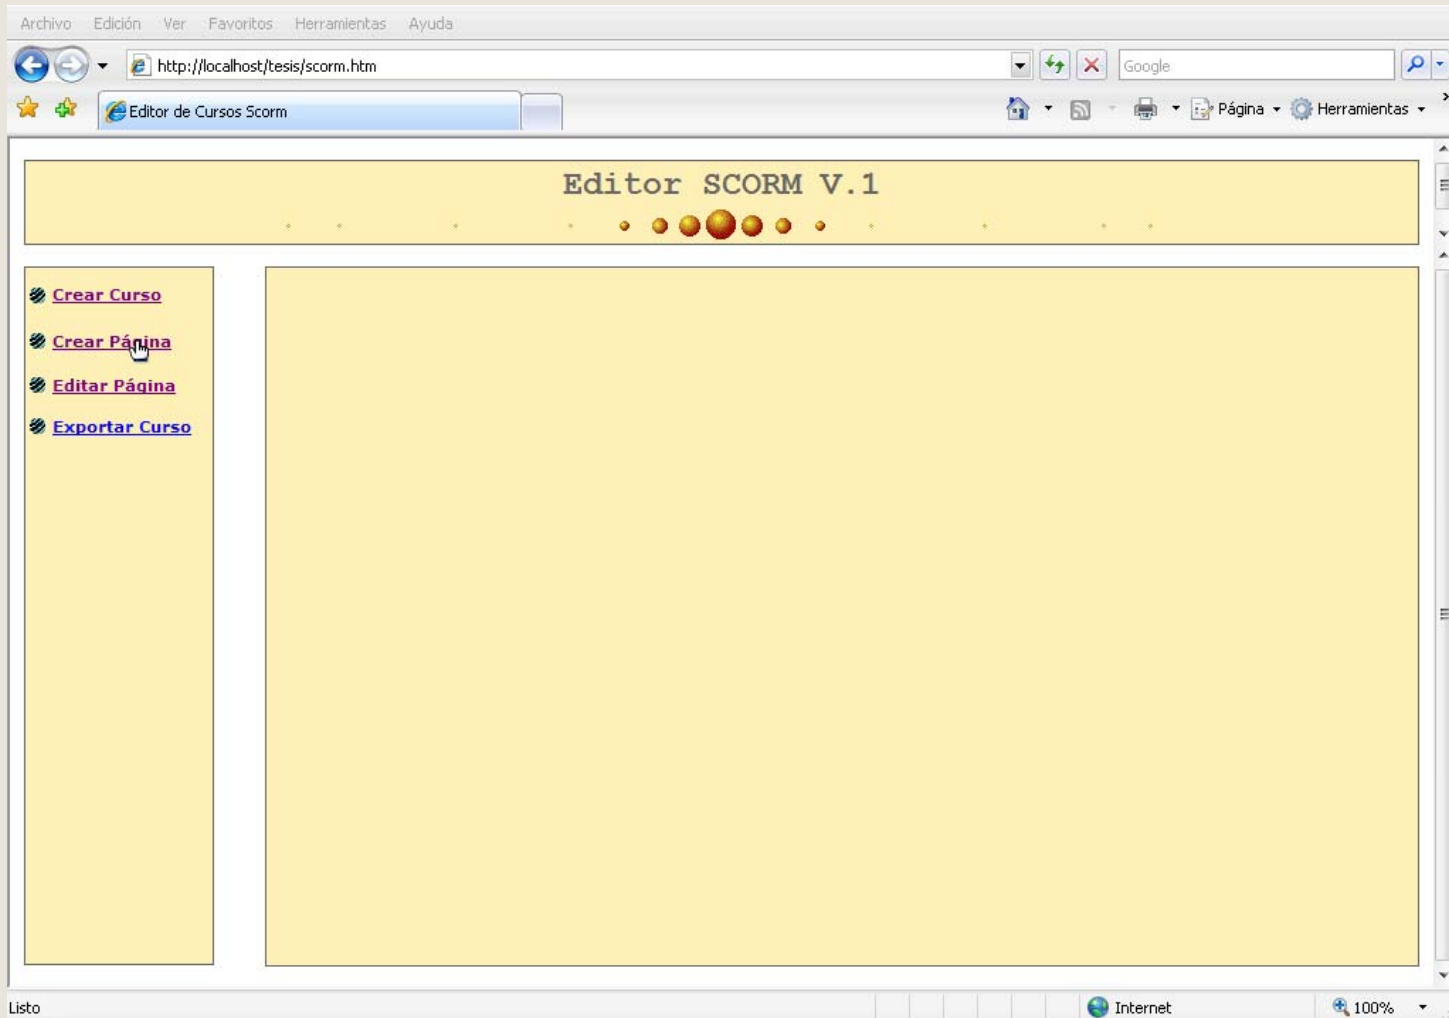 Archivo Edición Ver Favoritos Herramientas Ayuda
http://localhost/tesis/scorm.htm
Google
Editor de Cursos Scorm
Página Herramientas
Editor SCORM V.1
Crear Curso
Crear Página
Editar Página
Exportar Curso
Listo Internet 100%